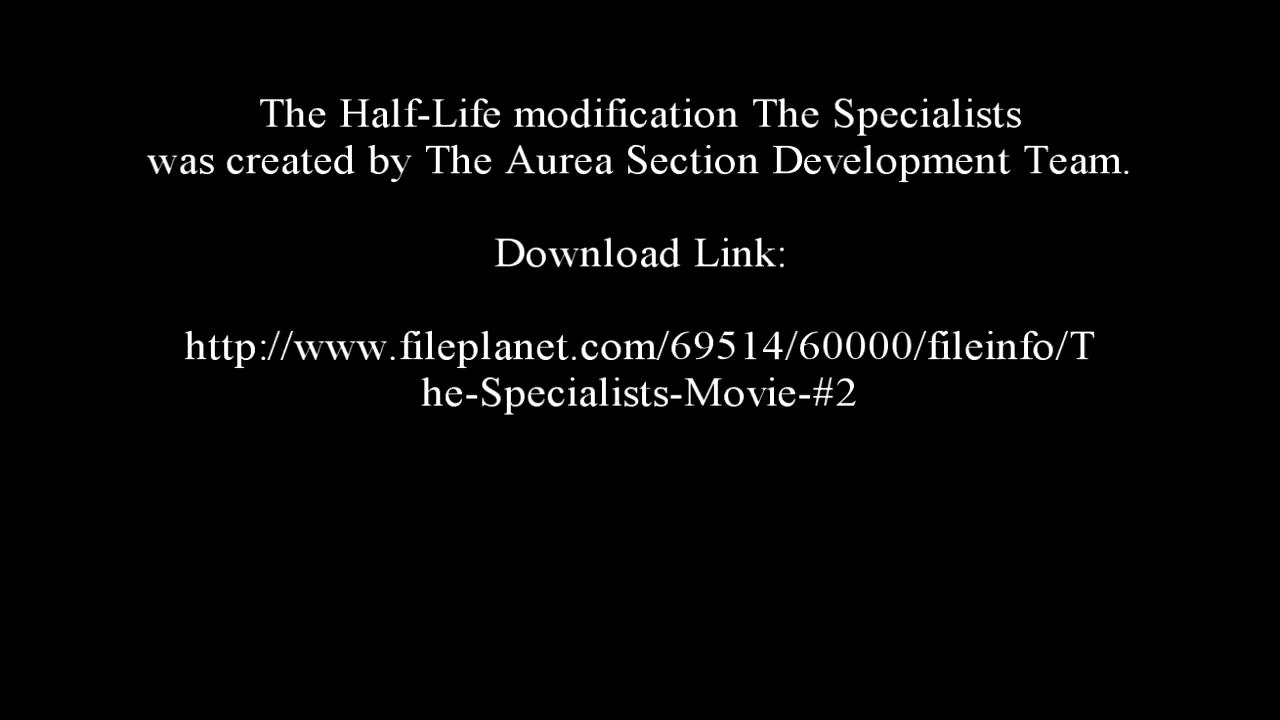 The Half-Life modification The Specialists
was created by The Aurea Section Development Team.
Download Link:
http://www.fileplanet.com/69514/60000/fileinfo/T
he-Specialists-Movie-#2